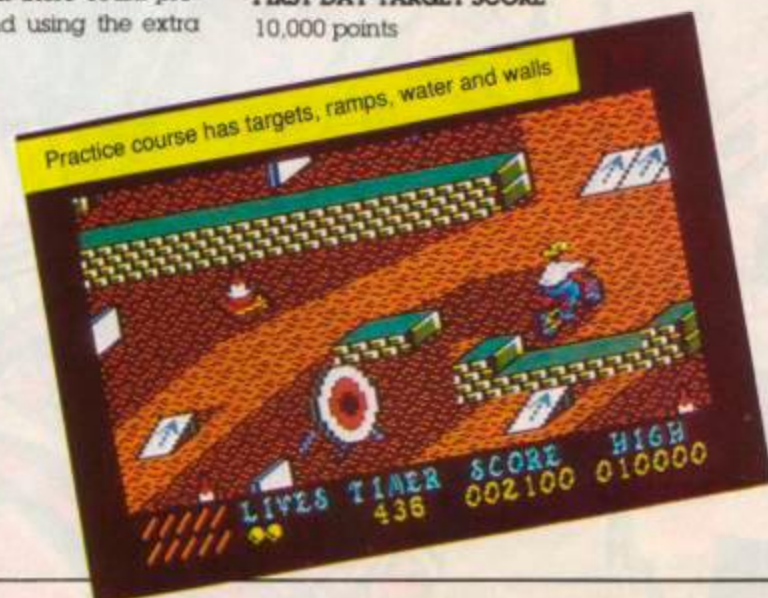 d using the extra
FIRST DAY TARGET SCORE
10,000 points
Practice course has targets, ramps, water and walls
LIVES TIMER SCORE HIGH
436 002100 010000